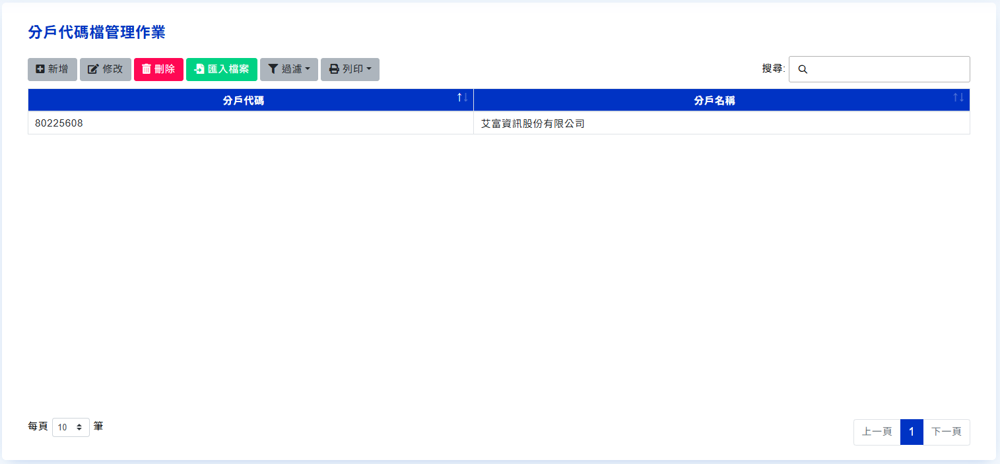 分戶代碼檔管理作業
新增 修改 刪除 匯入檔案 過濾 列印 搜尋:
分戶代碼 分戶名稱
80225608 艾富資訊股份有限公司
每頁 10 筆 上一頁 1 下一頁